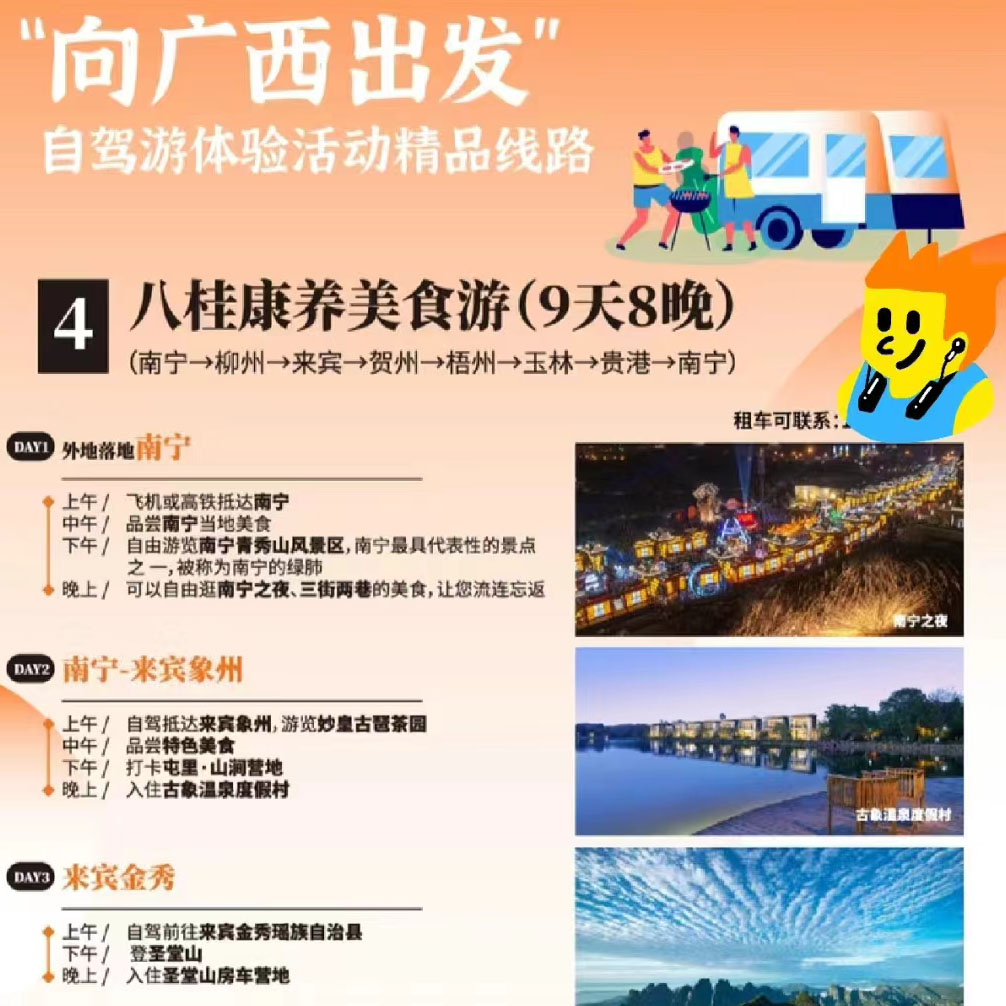 “向广西出发”
自驾游体验活动精品线路
4 八桂康养美食游(9天8晚)
(南宁→柳州→来宾→贺州→梧州→玉林→贵港→南宁)
租车可联系:
DAY1 外地落地南宁
上午/ 飞机或高铁抵达南宁
中午/ 品尝南宁当地美食
下午/ 自由游览南宁青秀山风景区,南宁最具代表性的景点
之一,被称为南宁的绿肺
晚上/ 可以自由逛南宁之夜、三街两巷的美食,让您流连忘返
南宁之夜
DAY2 南宁-来宾象州
上午/ 自驾抵达来宾象州,游览妙皇古琶茶园
中午/ 品尝特色美食
下午/ 打卡屯里·山涧营地
晚上/ 入住古象温泉度假村
古象温泉度假村
DAY3 来宾金秀
上午/ 自驾前往来宾金秀瑶族自治县
下午/ 登圣堂山
晚上/ 入住圣堂山房车营地